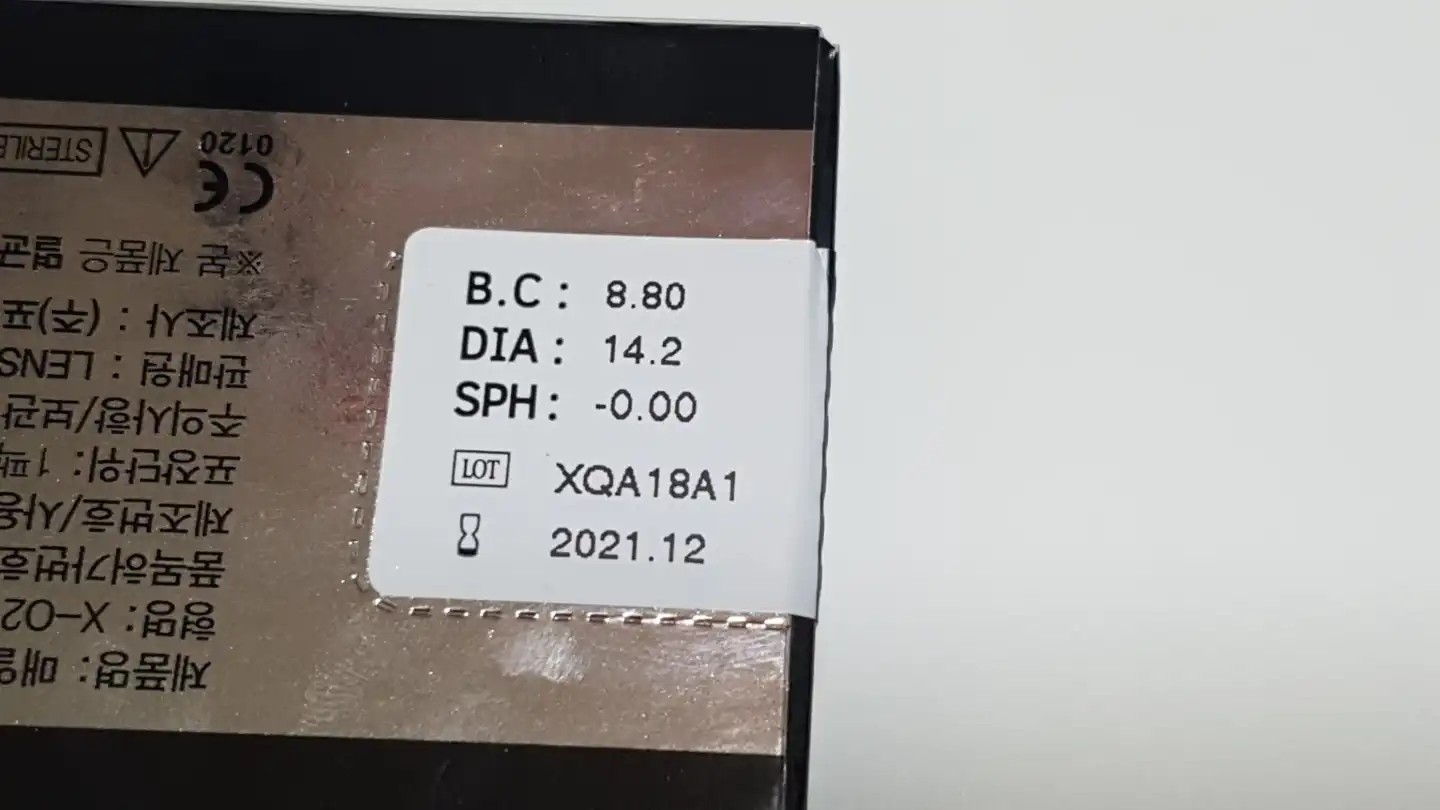 B.C : 8.80
DIA : 14.2
SPH : -0.00
LOT XQA18A1
2021.12
제품명: 매일
형명: X-O2
품목허가번호
제조번호/사용
포장단위: 1팩
주의사항/보관
판매원 : LENS
제조사 : (주)포
※본 제품은 멸균
CE 0120
STERILE